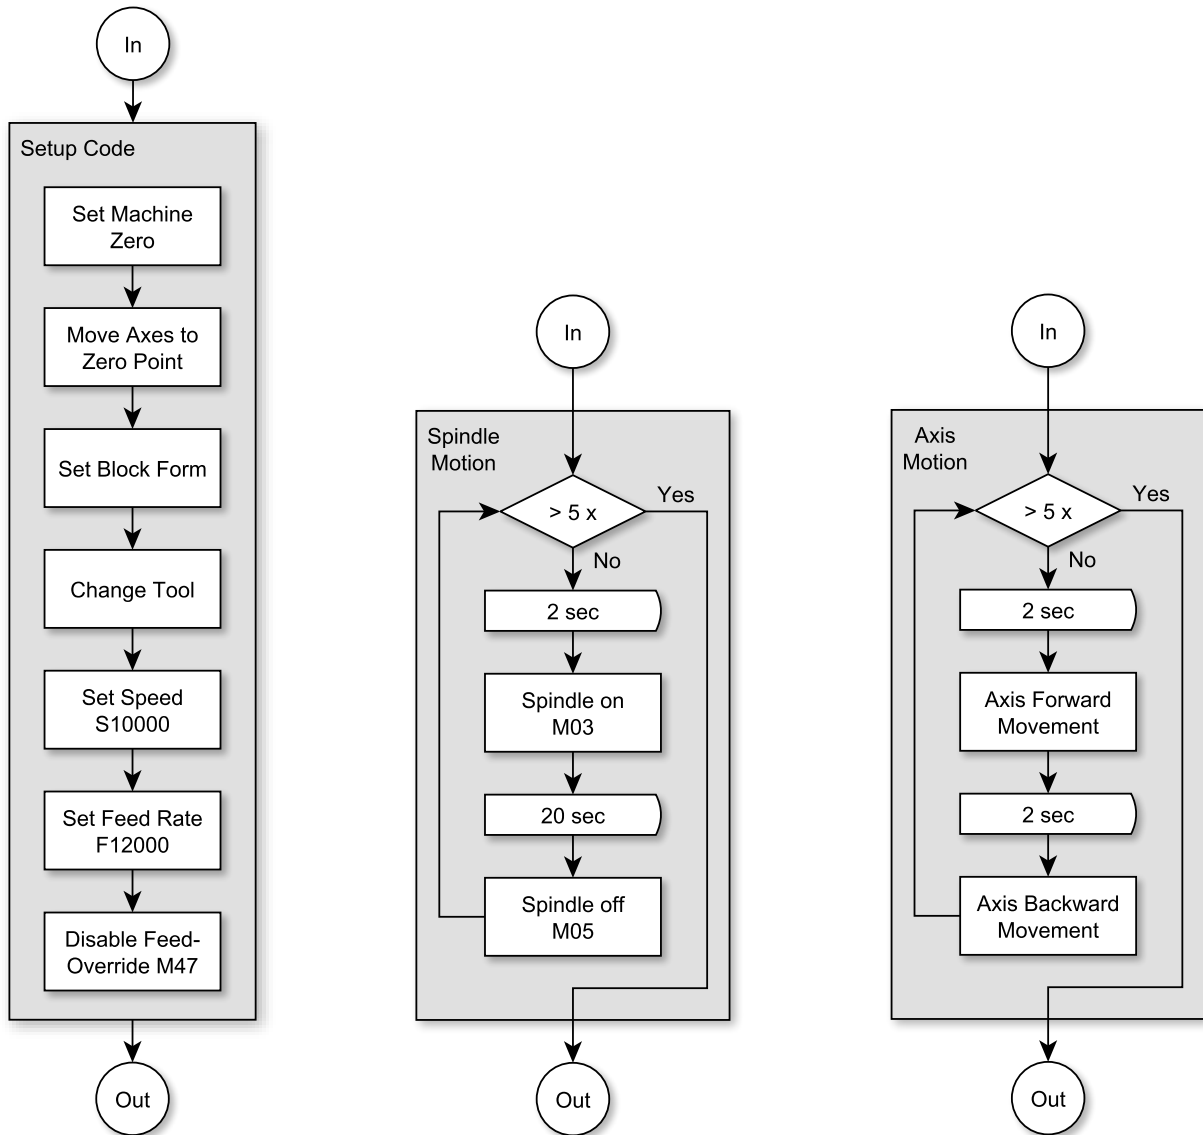 In
Setup Code
Set Machine
Zero
Move Axes to
Zero Point
Set Block Form
Change Tool
Set Speed
S10000
Set Feed Rate
F12000
Disable Feed-
Override M47
Out
In
Spindle
Motion
> 5 x
Yes
No
2 sec
Spindle on
M03
20 sec
Spindle off
M05
Out
In
Axis
Motion
> 5 x
Yes
No
2 sec
Axis Forward
Movement
2 sec
Axis Backward
Movement
Out